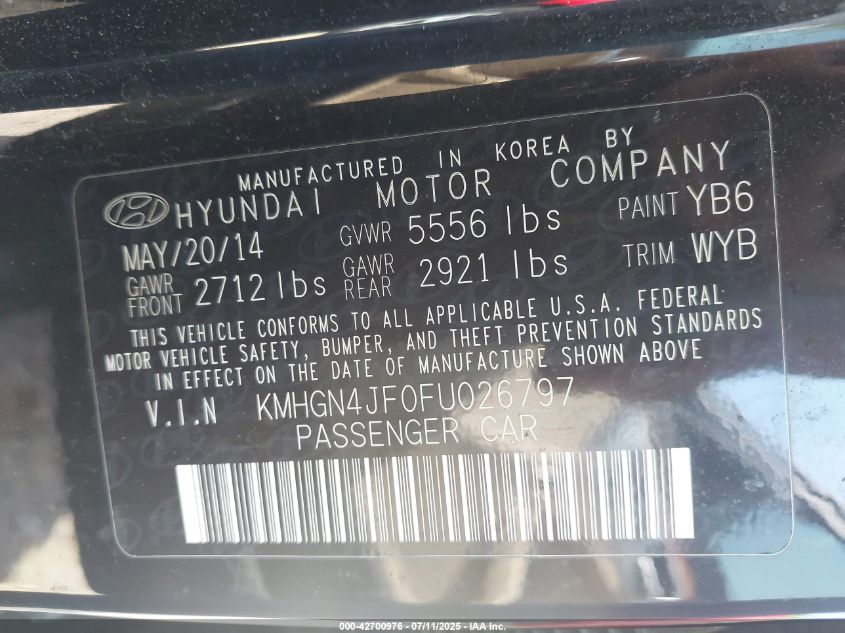 MANUFACTURED IN KOREA BY
HYUNDAI MOTOR COMPANY
MAY/20/14 GVWR 5556 lbs PAINT YB6
GAWR FRONT 2712 lbs GAWR REAR 2921 lbs TRIM WYB
THIS VEHICLE CONFORMS TO ALL APPLICABLE U.S.A. FEDERAL
MOTOR VEHICLE SAFETY, BUMPER, AND THEFT PREVENTION STANDARDS
IN EFFECT ON THE DATE OF MANUFACTURE SHOWN ABOVE
V.I.N KMHGN4JF0FU026797
PASSENGER CAR
000-42700976 - 07/11/2025 - IAA Inc.